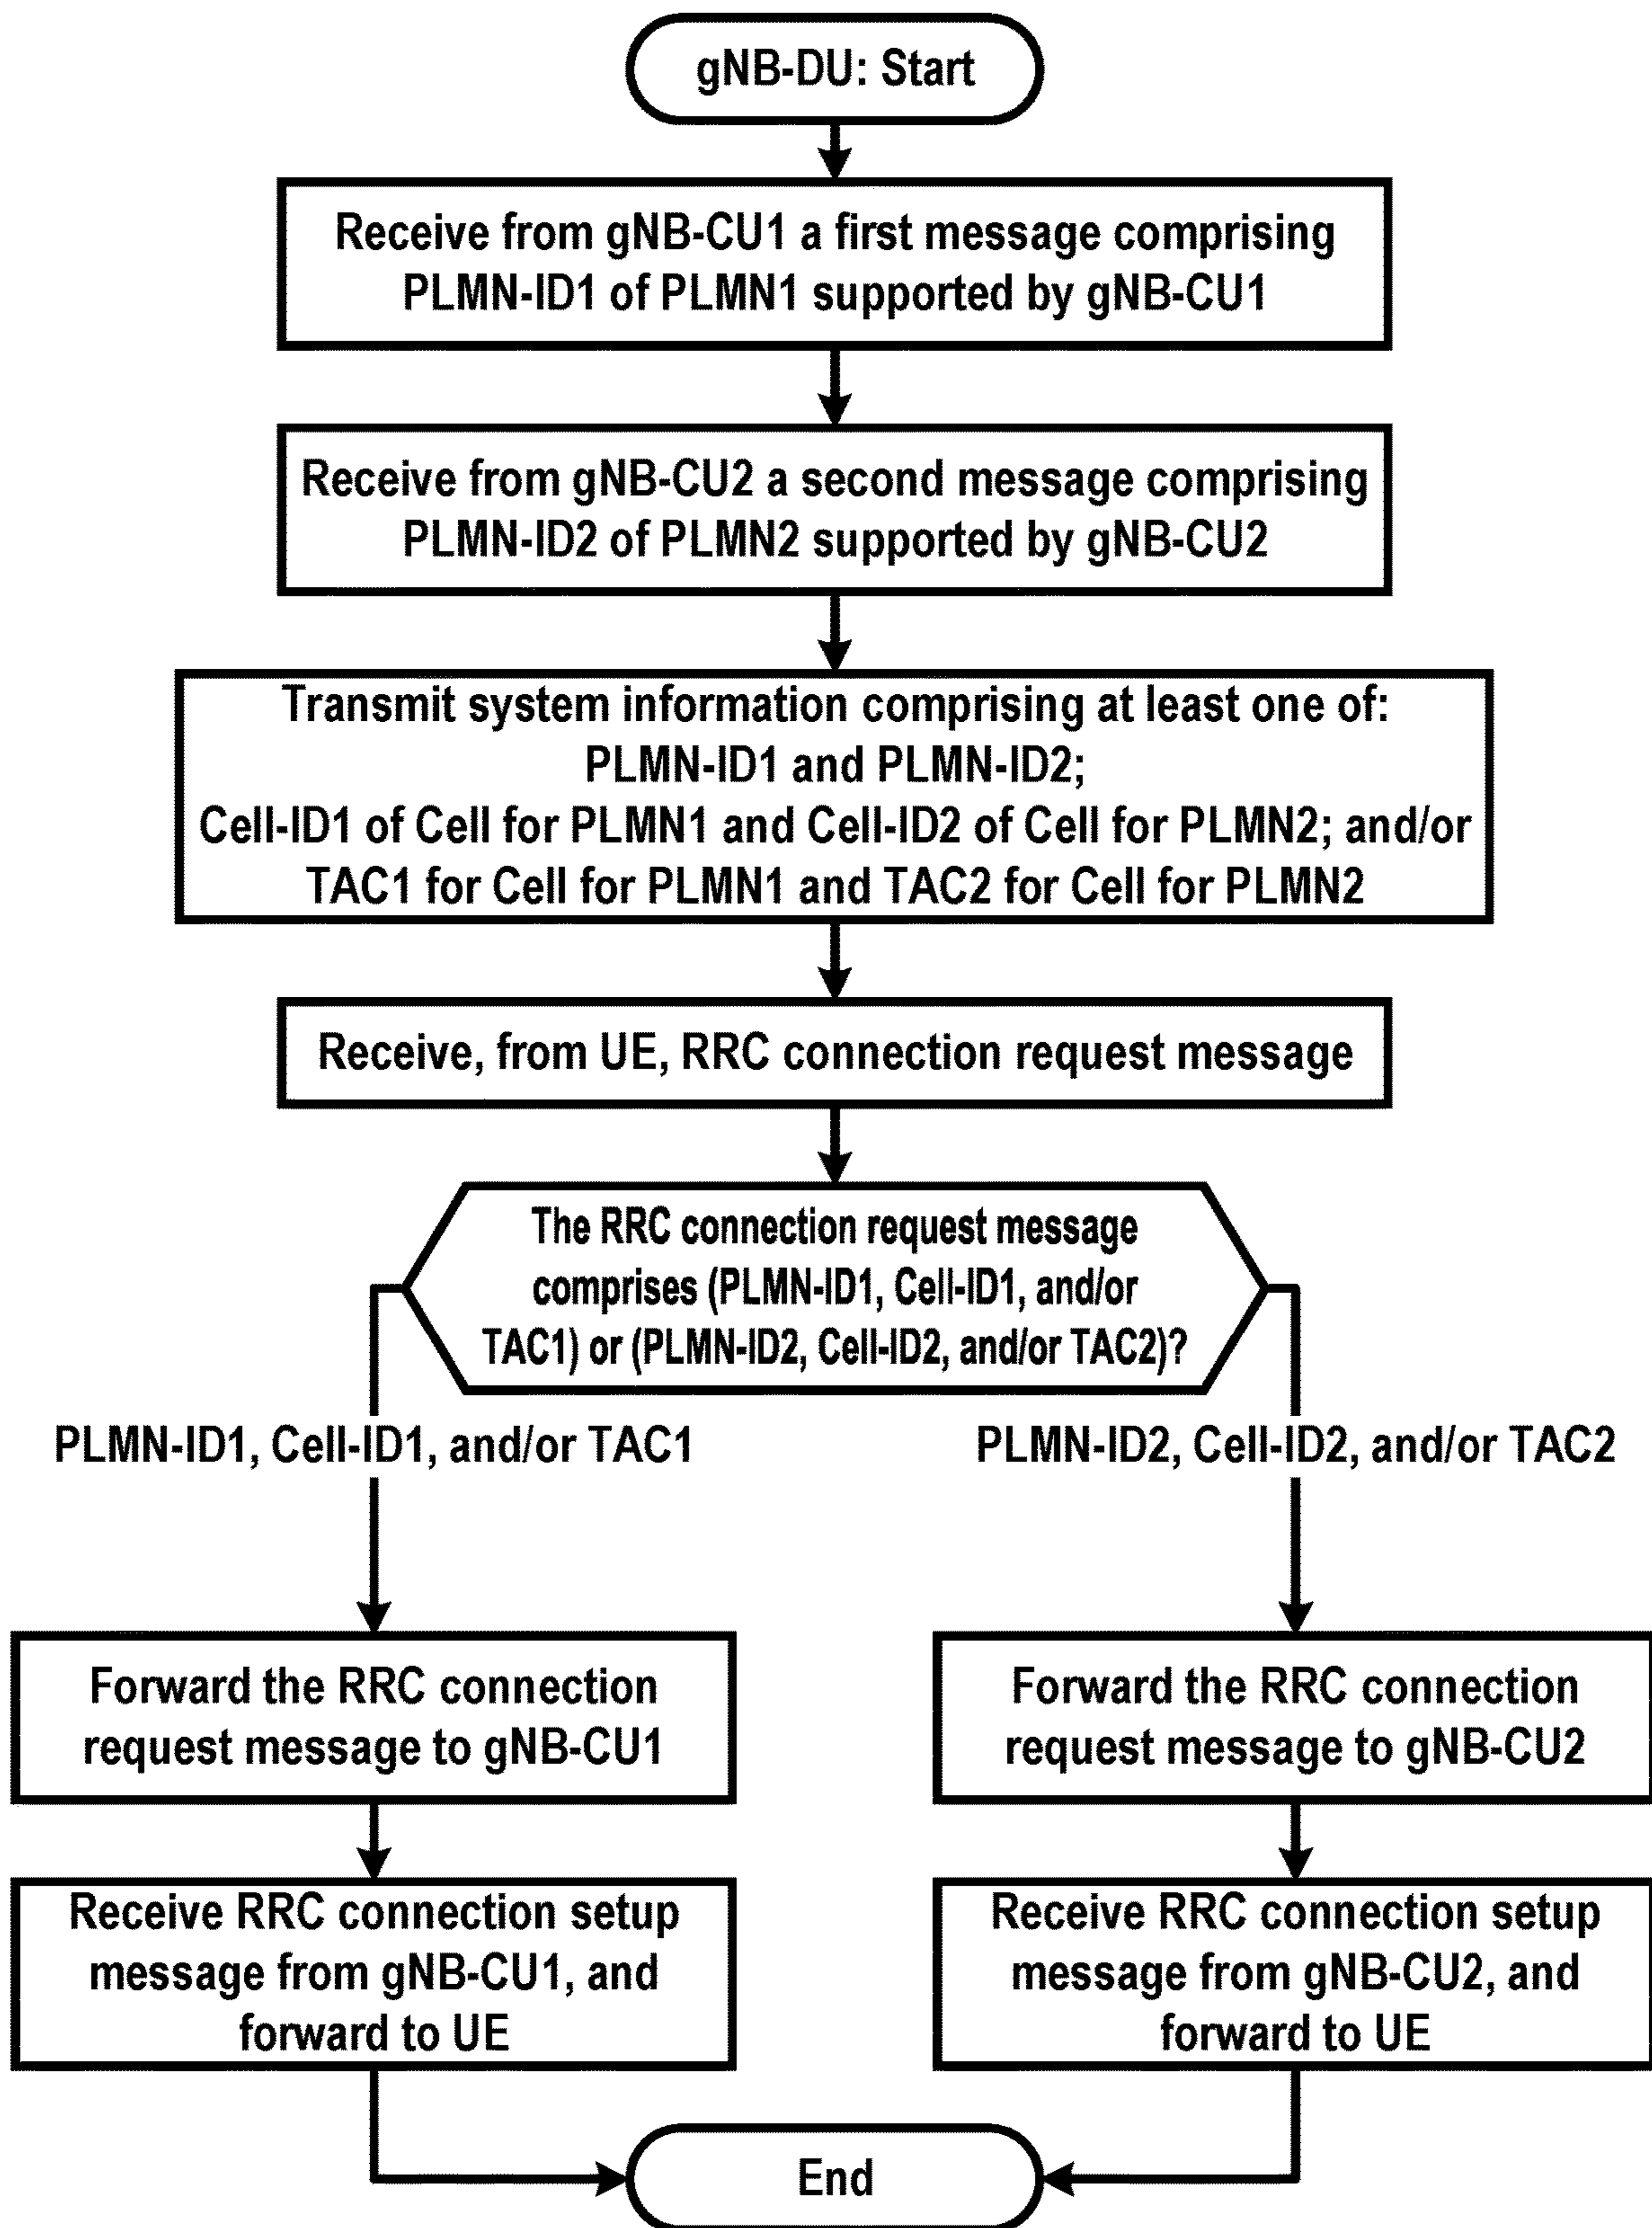 gNB-DU: Start
Receive from gNB-CU1 a first message comprising
PLMN-ID1 of PLMN1 supported by gNB-CU1
Receive from gNB-CU2 a second message comprising
PLMN-ID2 of PLMN2 supported by gNB-CU2
Transmit system information comprising at least one of:
PLMN-ID1 and PLMN-ID2;
Cell-ID1 of Cell for PLMN1 and Cell-ID2 of Cell for PLMN2; and/or
TAC1 for Cell for PLMN1 and TAC2 for Cell for PLMN2
Receive, from UE, RRC connection request message
The RRC connection request message
comprises (PLMN-ID1, Cell-ID1, and/or
TAC1) or (PLMN-ID2, Cell-ID2, and/or TAC2)?
PLMN-ID1, Cell-ID1, and/or TAC1
PLMN-ID2, Cell-ID2, and/or TAC2
Forward the RRC connection
request message to gNB-CU1
Forward the RRC connection
request message to gNB-CU2
Receive RRC connection setup
message from gNB-CU1, and
forward to UE
Receive RRC connection setup
message from gNB-CU2, and
forward to UE
End